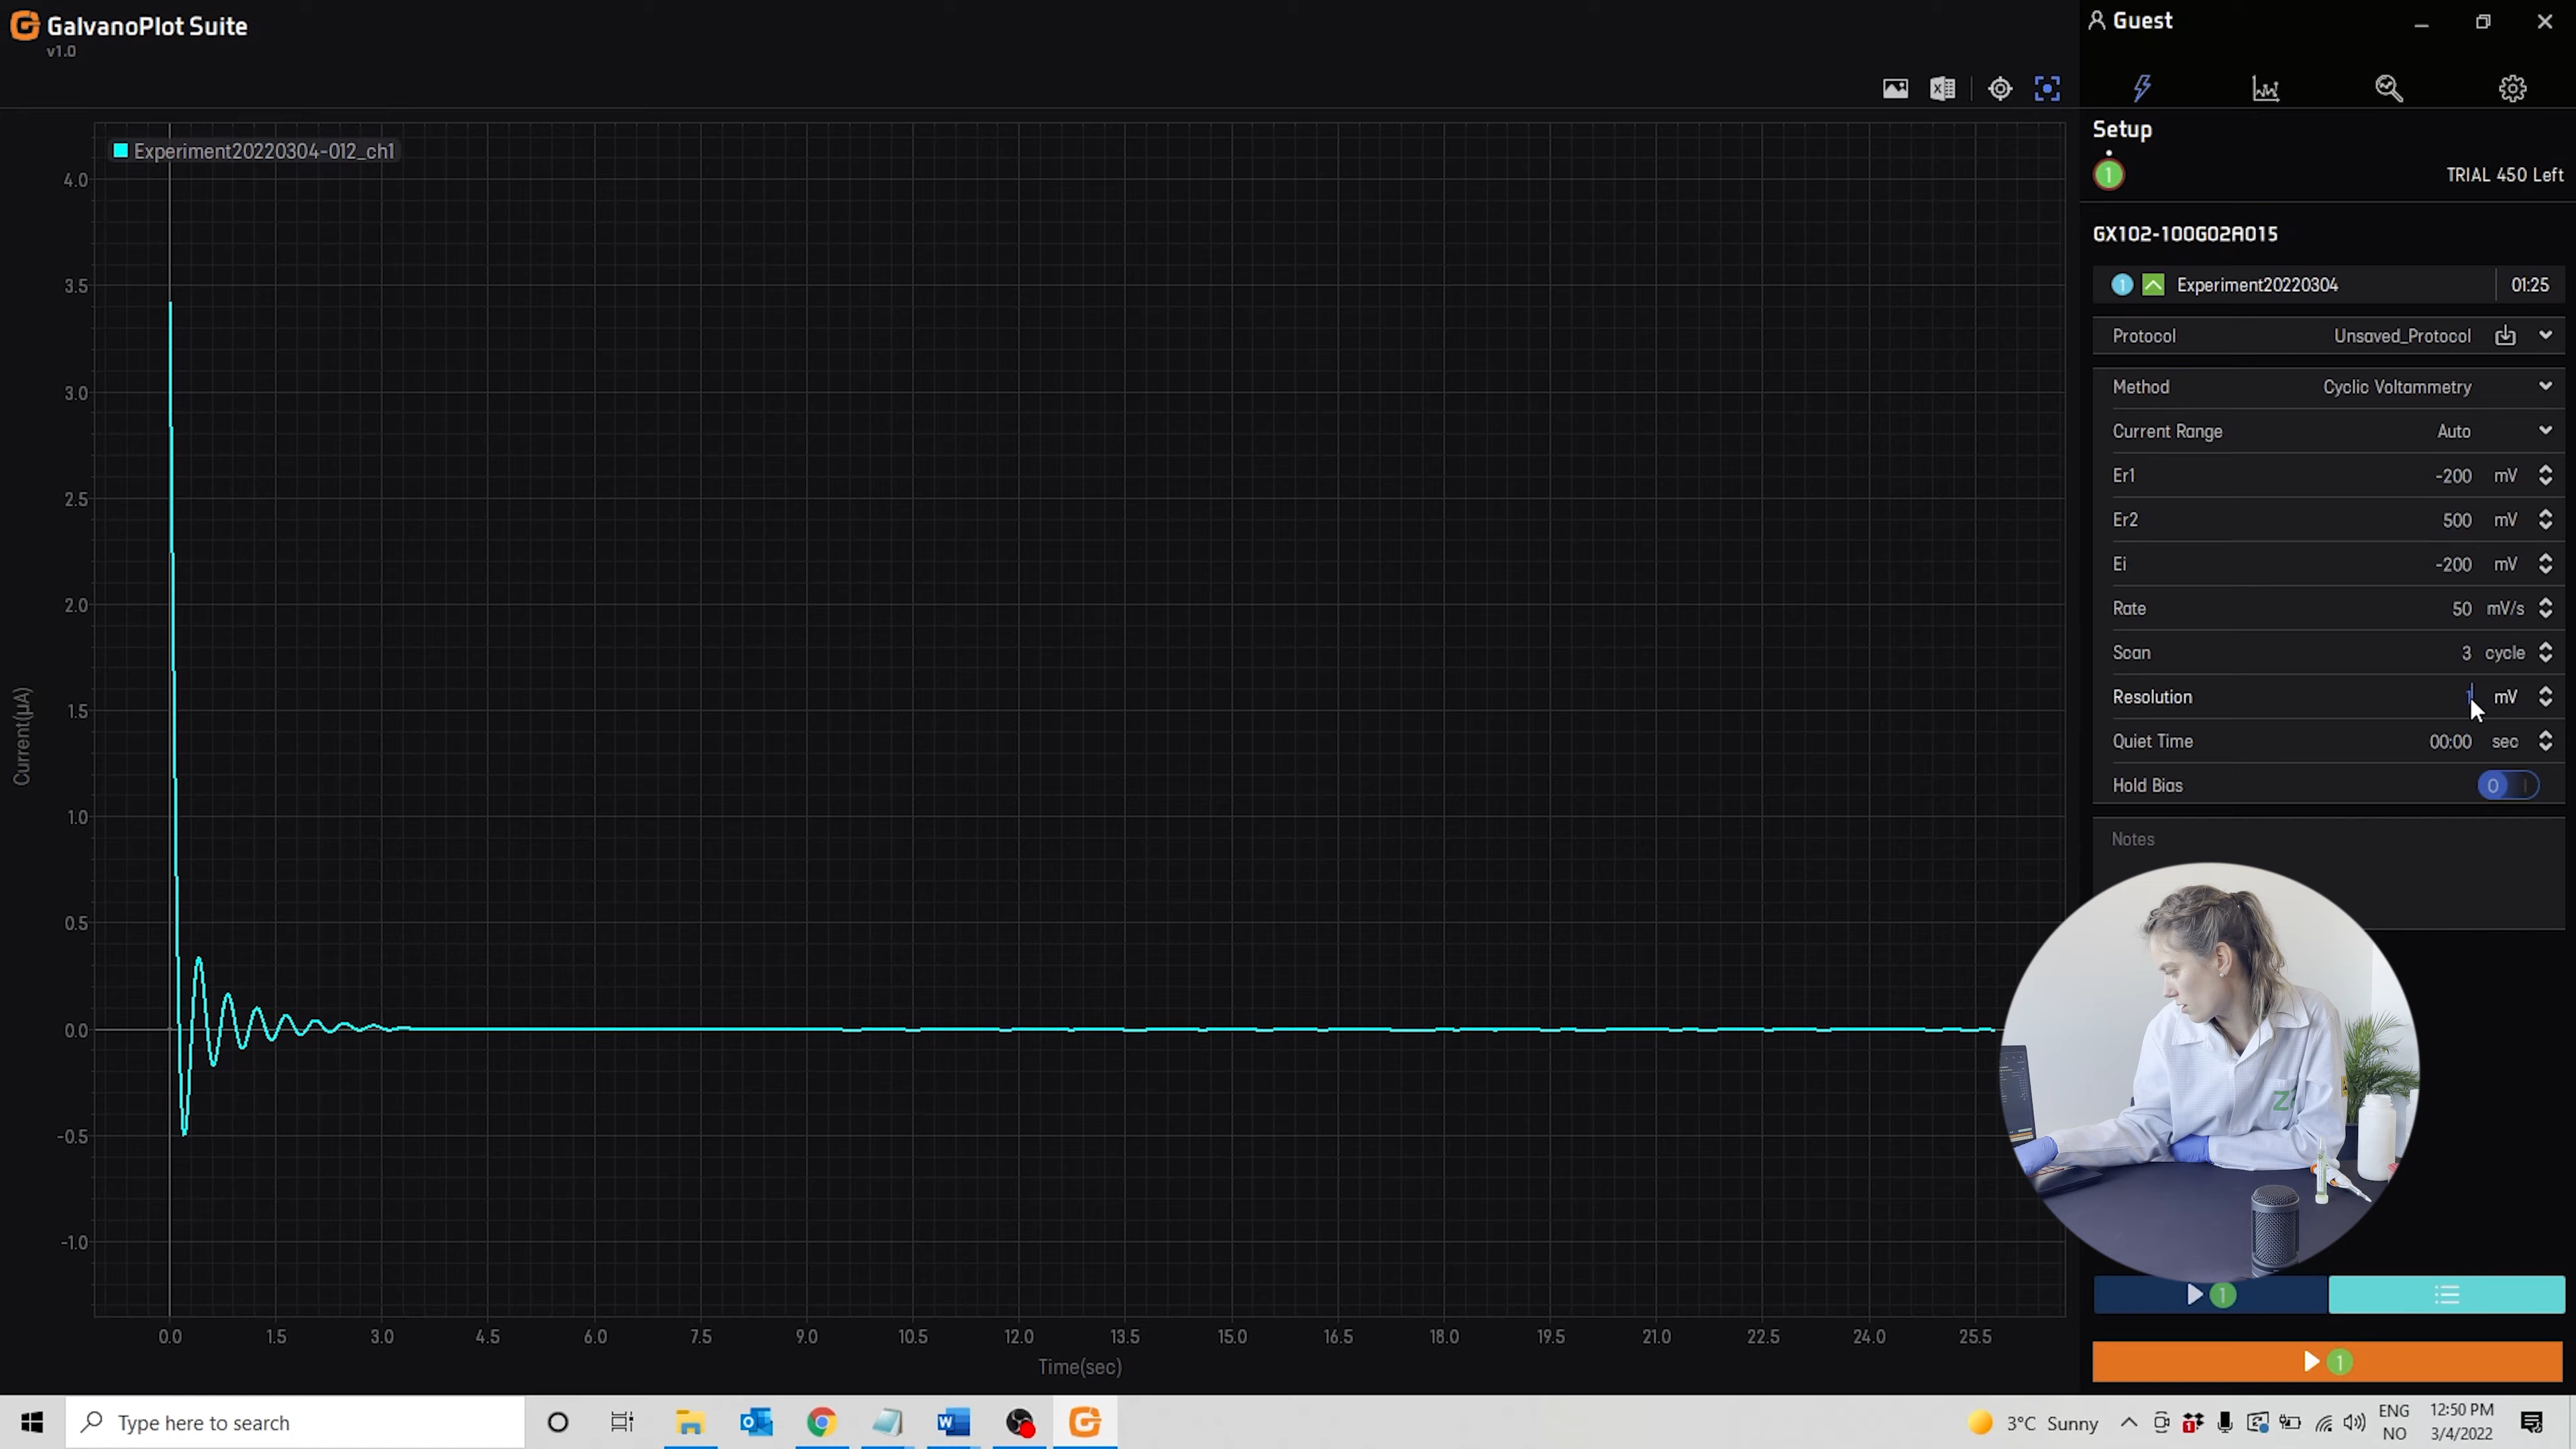 GalvanoPlot Suite
v1.0
Guest
Setup
1
TRIAL 450 Left
GX102-100G02A015
1 Experiment20220304 01:25
Protocol Unsaved_Protocol
Method Cyclic Voltammetry
Current Range Auto
Er1 -200 mV
Er2 500 mV
Ei -200 mV
Rate 50 mV/s
Scan 3 cycle
Resolution 1 mV
Quiet Time 00:00 sec
Hold Bias 0
Notes
1
1
Experiment20220304-012_ch1
4.0
3.5
3.0
2.5
2.0
1.5
1.0
0.5
0.0
-0.5
-1.0
Current(µA)
0.0 1.5 3.0 4.5 6.0 7.5 9.0 10.5 12.0 13.5 15.0 16.5 18.0 19.5 21.0 22.5 24.0 25.5
Time(sec)
Z
Type here to search
3°C Sunny
ENG
NO
12:50 PM
3/4/2022